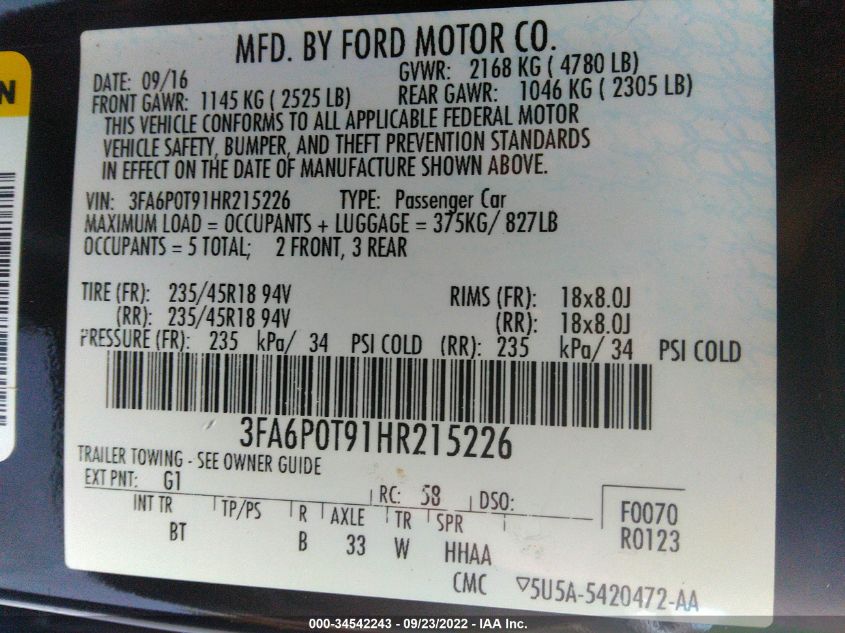 N
MFD. BY FORD MOTOR CO.
DATE: 09/16 GVWR: 2168 KG ( 4780 LB)
FRONT GAWR: 1145 KG ( 2525 LB) REAR GAWR: 1046 KG ( 2305 LB)
THIS VEHICLE CONFORMS TO ALL APPLICABLE FEDERAL MOTOR
VEHICLE SAFETY, BUMPER, AND THEFT PREVENTION STANDARDS
IN EFFECT ON THE DATE OF MANUFACTURE SHOWN ABOVE.
VIN: 3FA6P0T91HR215226 TYPE: Passenger Car
MAXIMUM LOAD = OCCUPANTS + LUGGAGE = 375KG/ 827LB
OCCUPANTS = 5 TOTAL; 2 FRONT, 3 REAR
TIRE (FR): 235/45R18 94V RIMS (FR): 18x8.0J
(RR): 235/45R18 94V (RR): 18x8.0J
PRESSURE (FR): 235 kPa/ 34 PSI COLD (RR): 235 kPa/ 34 PSI COLD
3FA6P0T91HR215226
TRAILER TOWING - SEE OWNER GUIDE
EXT PNT: G1 RC: 58 DSO:
INT TR TP/PS R AXLE TR SPR F0070
BT B 33 W HHAA R0123
CMC ▽5U5A-5420472-AA
000-34542243 - 09/23/2022 - IAA Inc.